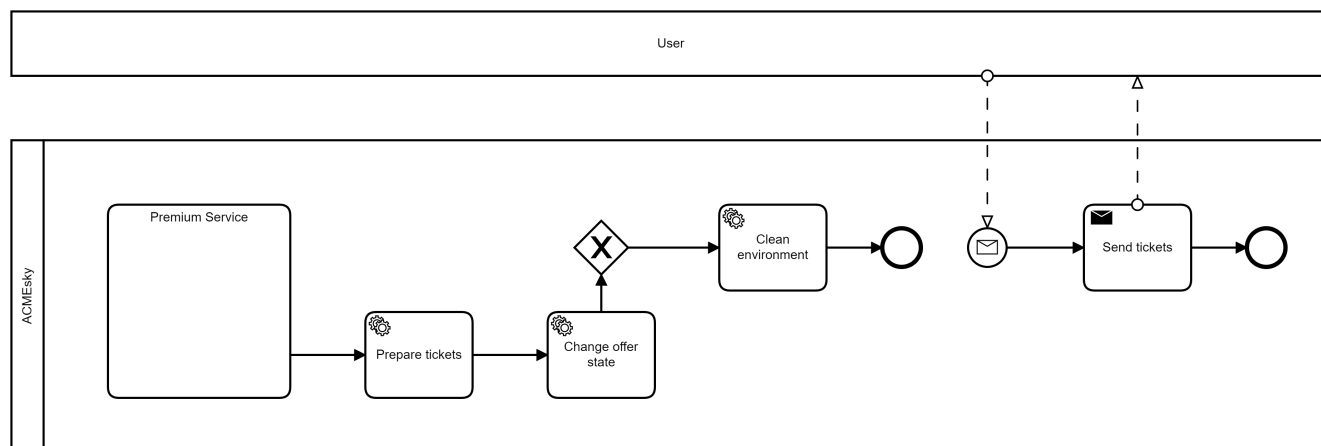 User
ACMEsky
Premium Service
Clean
environment
Send tickets
Prepare tickets
Change offer
state